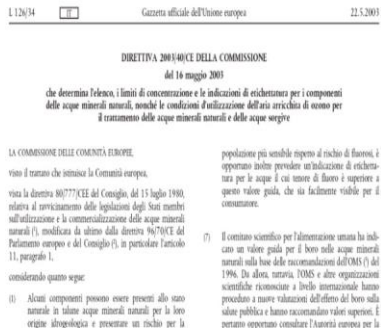 L 126/34
IT
Gazzetta ufficiale dell'Unione europea
22.5.2003
DIRETTIVA 2003/40/CE DELLA COMMISSIONE
del 16 maggio 2003
che determina l'elenco, i limiti di concentrazione e le indicazioni di etichettatura per i componenti
delle acque minerali naturali, nonché le condizioni d'utilizzazione dell'aria arricchita di ozono per
il trattamento delle acque minerali naturali e delle acque sorgive
LA COMMISSIONE DELLE COMUNITÀ EUROPEE,
visto il trattato che istituisce la Comunità europea,
vista la direttiva 80/777/CEE del Consiglio, del 15 luglio 1980,
relativa al ravvicinamento delle legislazioni degli Stati membri
sull'utilizzazione e la commercializzazione delle acque minerali
naturali (1), modificata da ultimo dalla direttiva 96/70/CE del
Parlamento europeo e del Consiglio (2), in particolare l'articolo
11, paragrafo 1,
considerando quanto segue:
(1) Alcuni componenti possono essere presenti allo stato
naturale in talune acque minerali naturali per la loro
origine idrogeologica e presentare un rischio per la
popolazione più sensibile rispetto al rischio di fluorosi, è
opportuno inoltre prevedere un'indicazione di etichetta-
tura per le acque il cui tenore di fluoro è superiore a
questo valore guida, che sia facilmente visibile per il
consumatore.
(7) Il comitato scientifico per l'alimentazione umana ha indi-
cato un valore guida per il boro nelle acque minerali
naturali sulla base delle raccomandazioni dell'OMS (3) del
1996. Da allora, tuttavia, l'OMS e altre organizzazioni
scientifiche riconosciute a livello internazionale hanno
proceduto a nuove valutazioni dell'effetto del boro sulla
salute pubblica e hanno raccomandato valori superiori. È
pertanto opportuno consultare l'Autorità europea per la